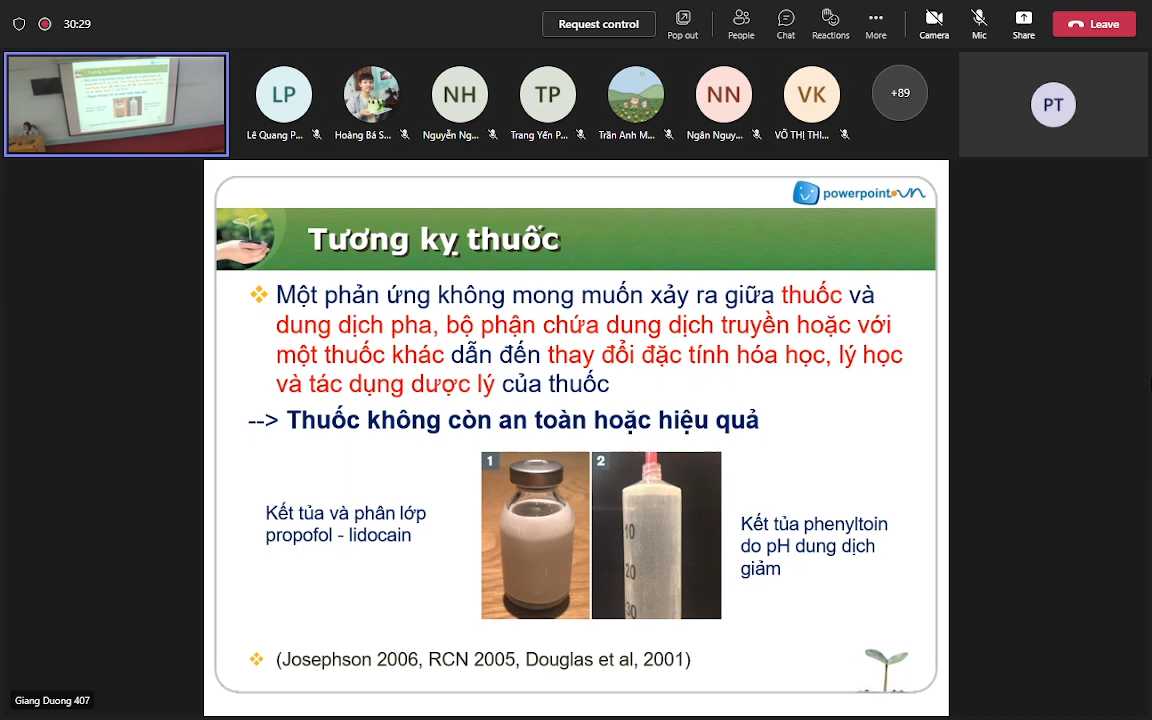 30:29
Request control
Pop out
People
Chat
Reactions
More
Camera
Mic
Share
Leave
LP
NH
TP
NN
VK
+89
PT
Lê Quang P...
Hoàng Bá S...
Nguyễn Ng...
Trang Yến P...
Trần Anh M...
Ngân Nguy...
VÕ THỊ THI...
powerpoint.vn
Tương kỵ thuốc
Một phản ứng không mong muốn xảy ra giữa thuốc và
dung dịch pha, bộ phận chứa dung dịch truyền hoặc với
một thuốc khác dẫn đến thay đổi đặc tính hóa học, lý học
và tác dụng dược lý của thuốc
--> Thuốc không còn an toàn hoặc hiệu quả
1
2
10
20
30
Kết tủa và phân lớp
propofol - lidocain
Kết tủa phenyltoin
do pH dung dịch
giảm
(Josephson 2006, RCN 2005, Douglas et al, 2001)
Giang Duong 407